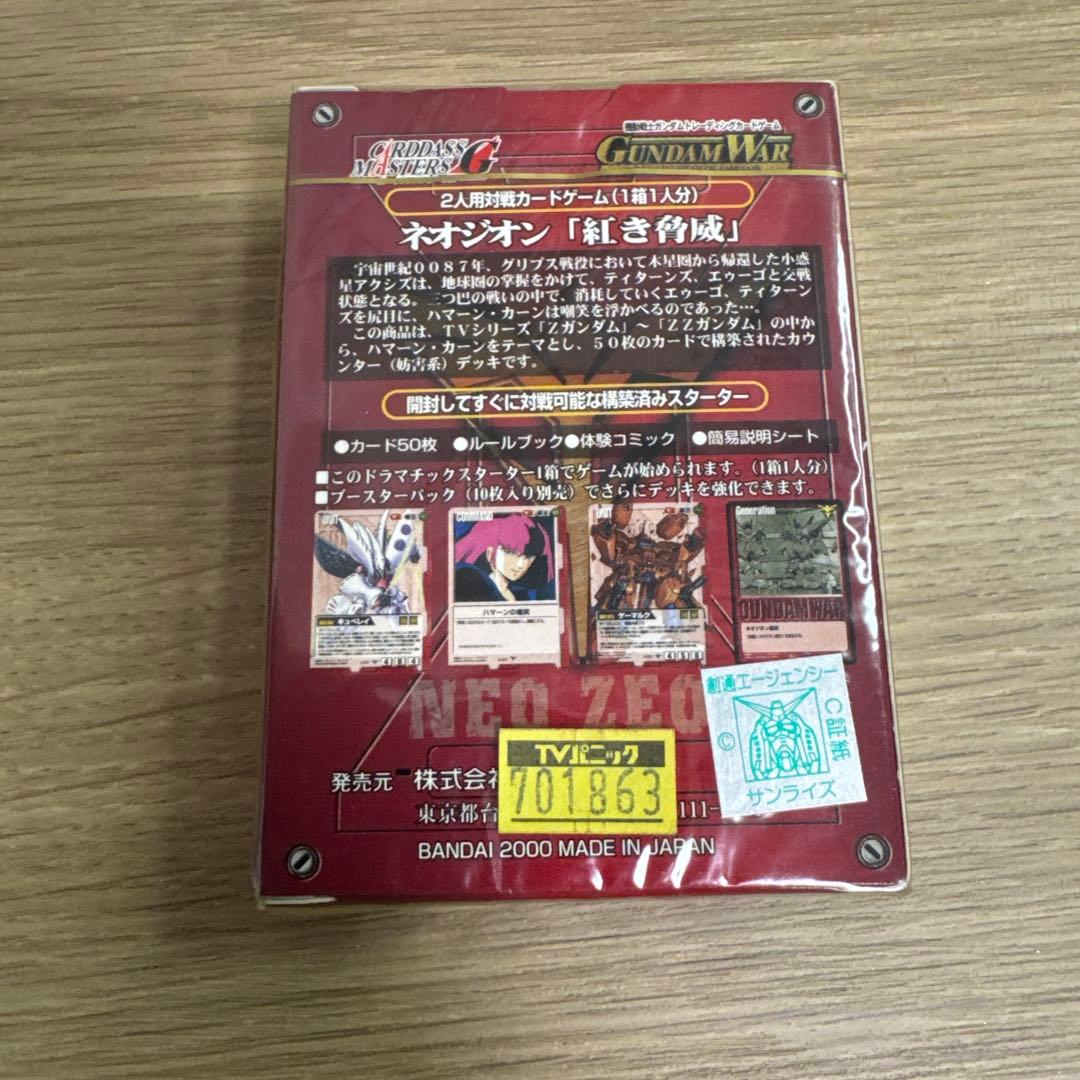 CARDDASS MASTERS G
機動戦士ガンダムトレーディングカードゲーム
GUNDAM WAR
2人用対戦カードゲーム(1箱1人分)
ネオジオン「紅き脅威」
宇宙世紀0087年、グリプス戦役において木星圏から帰還した小惑
星アクシズは、地球圏の掌握をかけて、ティターンズ、エゥーゴと交戦
状態となる。三つ巴の戦いの中で、消耗していくエゥーゴ、ティターン
ズを尻目に、ハマーン・カーンは嘲笑を浮かべるのであった…。
この商品は、TVシリーズ「Zガンダム」~「ZZガンダム」の中か
ら、ハマーン・カーンをテーマとし、50枚のカードで構築されたカウ
ンター(妨害系)デッキです。
開封してすぐに対戦可能な構築済みスターター
●カード50枚 ●ルールブック●体験コミック ●簡易説明シート
■このドラマチックスターター1箱でゲームが始められます。(1箱1人分)
■ブースターパック(10枚入り別売)でさらにデッキを強化できます。
UNIT
キュベレイ
4 0 4
COMMAND
ハマーンの嘲笑
UNIT
ゲーマルク
4 5 6
Generation
GUNDAM WAR
ネオジオン国
NEO ZEO
創通エージェンシー
©証紙
サンライズ
TVパニック
701863
発売元 株式会社
東京都台
111-
BANDAI 2000 MADE IN JAPAN